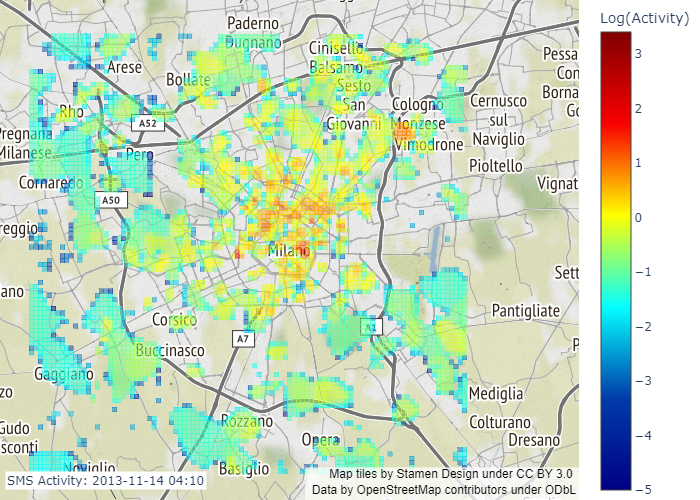 Log(Activity)
Paderno
Dugnano
Cinisello
Balsamo
Arese
Bollate
Sesto
San
Giovanni
Cologno
Monzese
Cernusco
sul
Naviglio
Pessa
Con
Borna
Go
Rho
A52
Pregnana
Milanese
Pero
Vimodrone
Pioltello
Cornaredo
Vignat
A50
reggio
Milano
Sett
ano
Pantigliate
Corsico
A7
A1
Buccinasco
P
Gaggiano
Mediglia
zo
Rozzano
Colturano
Gudo
sconti
Opera
Dresano
Noviglio
Basiglio
SMS Activity: 2013-11-14 04:10
Map tiles by Stamen Design under CC BY 3.0
Data by OpenStreetMap contributors under ODbL
3
2
1
0
−1
−2
−3
−4
−5